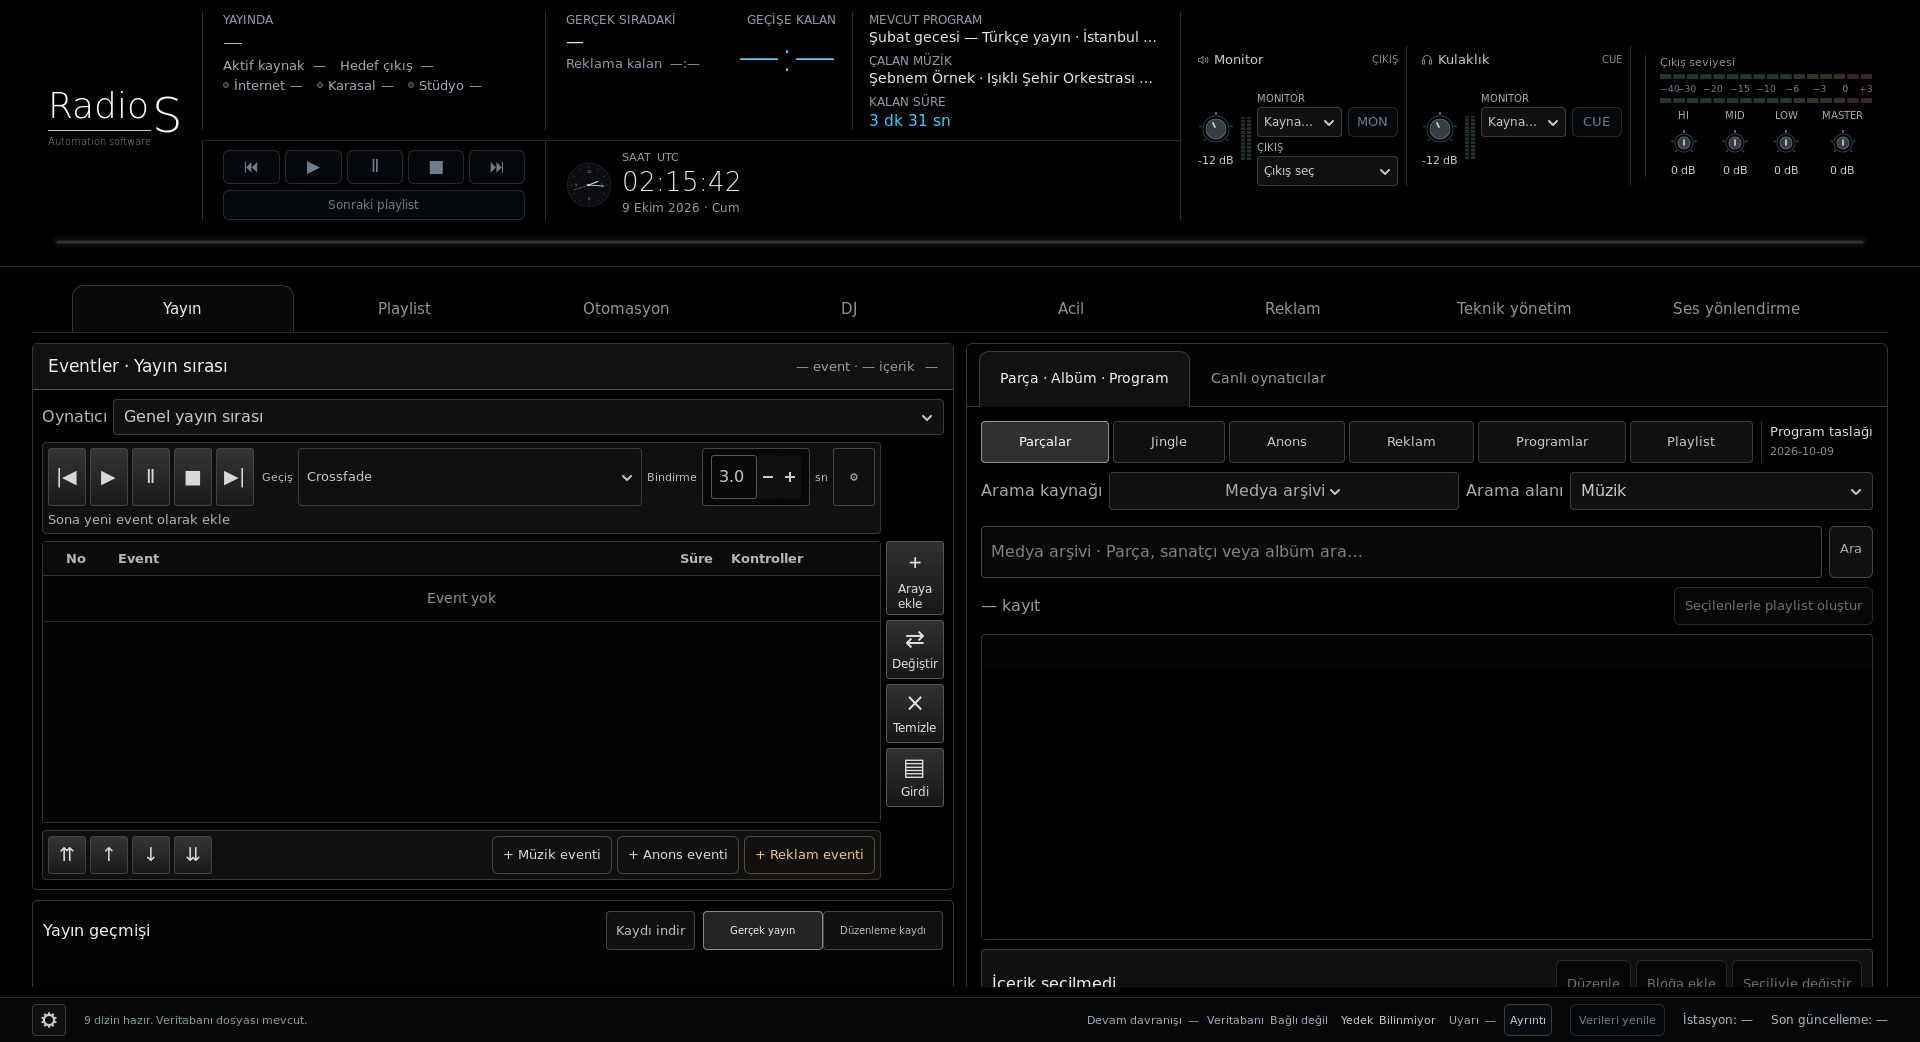 Radio S
Automation software
YAYINDA
—
Aktif kaynak — Hedef çıkış —
İnternet — Karasal — Stüdyo —
GERÇEK SIRADAKİ
—
Reklama kalan —:—
GEÇİŞE KALAN
—:—
MEVCUT PROGRAM
Şubat gecesi — Türkçe yayın · İstanbul …
ÇALAN MÜZİK
Şebnem Örnek · Işıklı Şehir Orkestrası …
KALAN SÜRE
3 dk 31 sn
Sonraki playlist
SAAT UTC
02:15:42
9 Ekim 2026 · Cum
Monitor ÇIKIŞ
MONITOR
Kayna… MON
-12 dB
ÇIKIŞ
Çıkış seç
Kulaklık CUE
MONITOR
Kayna… CUE
-12 dB
Çıkış seviyesi
−40 −30 −20 −15 −10 −6 −3 0 +3
HI MID LOW MASTER
0 dB 0 dB 0 dB 0 dB
Yayın Playlist Otomasyon DJ Acil Reklam Teknik yönetim Ses yönlendirme
Eventler · Yayın sırası — event · — içerik —
Oynatıcı Genel yayın sırası
Geçiş Crossfade Bindirme 3.0 − + sn
Sona yeni event olarak ekle
No Event Süre Kontroller
Event yok
+
Araya
ekle
Değiştir
Temizle
Girdi
+ Müzik eventi + Anons eventi + Reklam eventi
Yayın geçmişi Kaydı indir Gerçek yayın Düzenleme kaydı
Parça · Albüm · Program Canlı oynatıcılar
Parçalar Jingle Anons Reklam Programlar Playlist
Program taslağı
2026-10-09
Arama kaynağı Medya arşivi Arama alanı Müzik
Medya arşivi · Parça, sanatçı veya albüm ara… Ara
— kayıt Seçilenlerle playlist oluştur
İçerik seçilmedi Düzenle Bloğa ekle Seçiliyle değiştir
9 dizin hazır. Veritabanı dosyası mevcut.
Devam davranışı — Veritabanı Bağlı değil Yedek Bilinmiyor Uyarı — Ayrıntı Verileri yenile İstasyon: — Son güncelleme: —